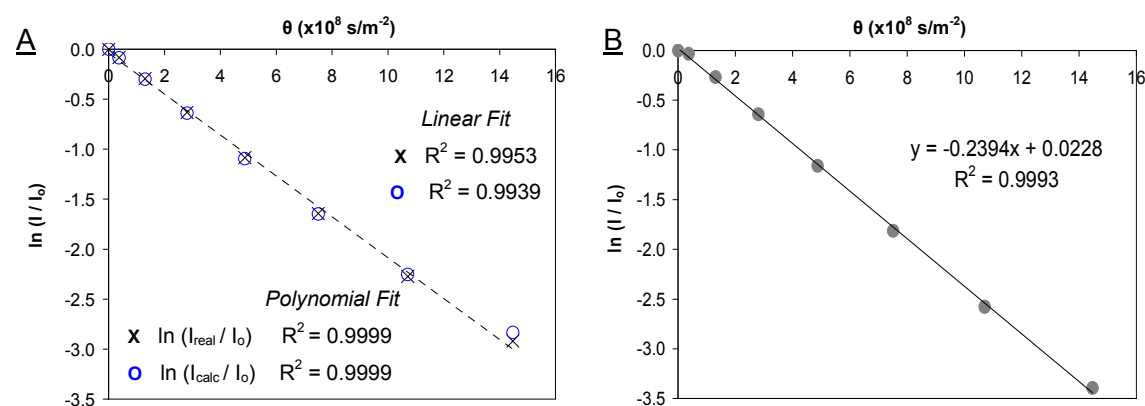 A
θ (x10⁸ s/m⁻²)
0.0
-0.5
-1.0
-1.5
-2.0
-2.5
-3.0
-3.5
0 2 4 6 8 10 12 14 16
ln (I / Iₒ)
Linear Fit
X R² = 0.9953
O R² = 0.9939
Polynomial Fit
X ln (I_real / Iₒ) R² = 0.9999
O ln (I_calc / Iₒ) R² = 0.9999
B
θ (x10⁸ s/m⁻²)
0.0
-0.5
-1.0
-1.5
-2.0
-2.5
-3.0
-3.5
0 2 4 6 8 10 12 14 16
ln (I / Iₒ)
y = -0.2394x + 0.0228
R² = 0.9993